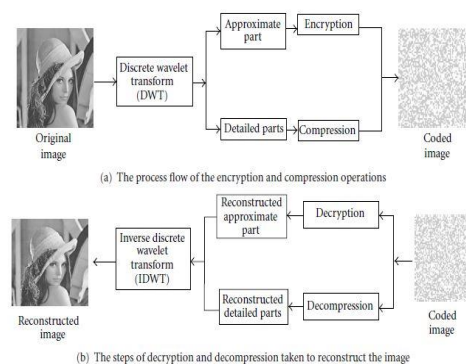 Original
image
Discrete wavelet
transform
(DWT)
Approximate
part
Encryption
Detailed parts
Compression
Coded
image
(a) The process flow of the encryption and compression operations
Reconstructed
image
Inverse discrete
wavelet
transform
(IDWT)
Reconstructed
approximate
part
Decryption
Reconstructed
detailed parts
Decompression
Coded
image
(b) The steps of decryption and decompression taken to reconstruct the image